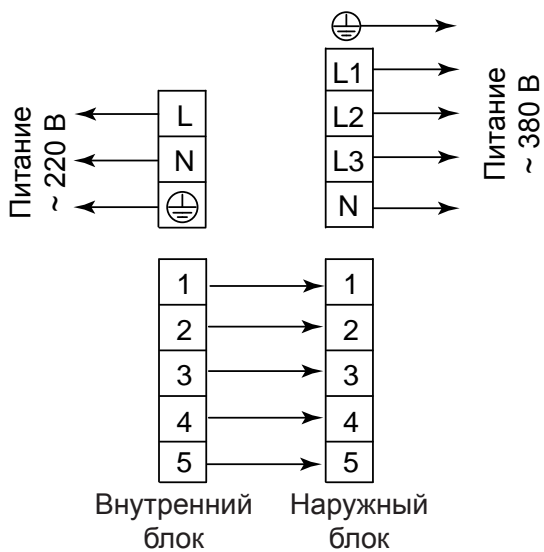 Питание
~ 220 В
L
N
L1
L2
L3
N
Питание
~ 380 В
1
2
3
4
5
1
2
3
4
5
Внутренний
блок
Наружный
блок